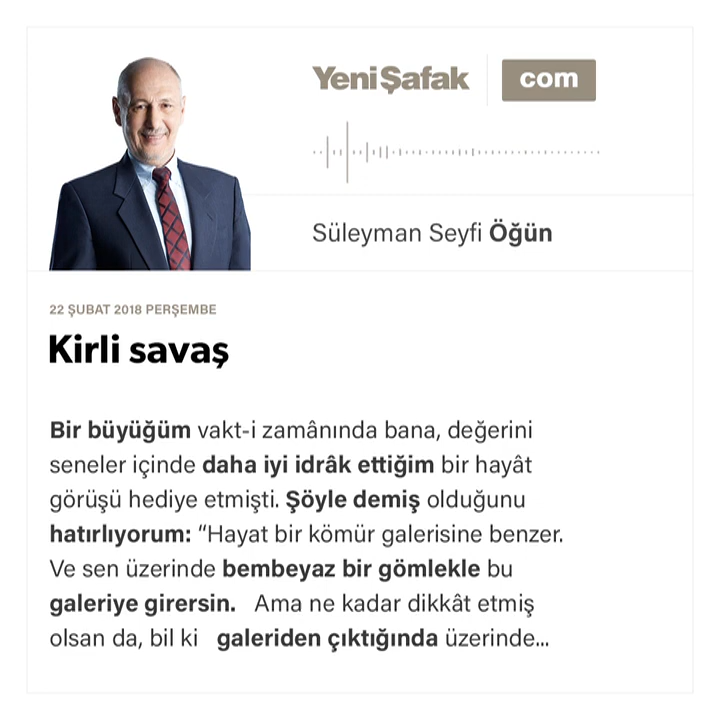 YeniŞafak com
Süleyman Seyfi Öğün
22 ŞUBAT 2018 PERŞEMBE
Kirli savaş
Bir büyüğüm vakt-i zamânında bana, değerini
seneler içinde daha iyi idrâk ettiğim bir hayât
görüşü hediye etmişti. Şöyle demiş olduğunu
hatırlıyorum: “Hayat bir kömür galerisine benzer.
Ve sen üzerinde bembeyaz bir gömlekle bu
galeriye girersin. Ama ne kadar dikkât etmiş
olsan da, bil ki galeriden çıktığında üzerinde...